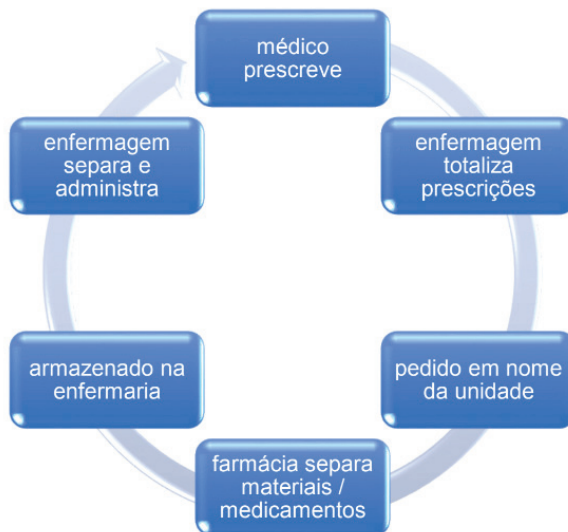 médico
prescreve
enfermagem
totaliza
prescrições
pedido em nome
da unidade
farmácia separa
materiais /
medicamentos
armazenado na
enfermaria
enfermagem
separa e
administra